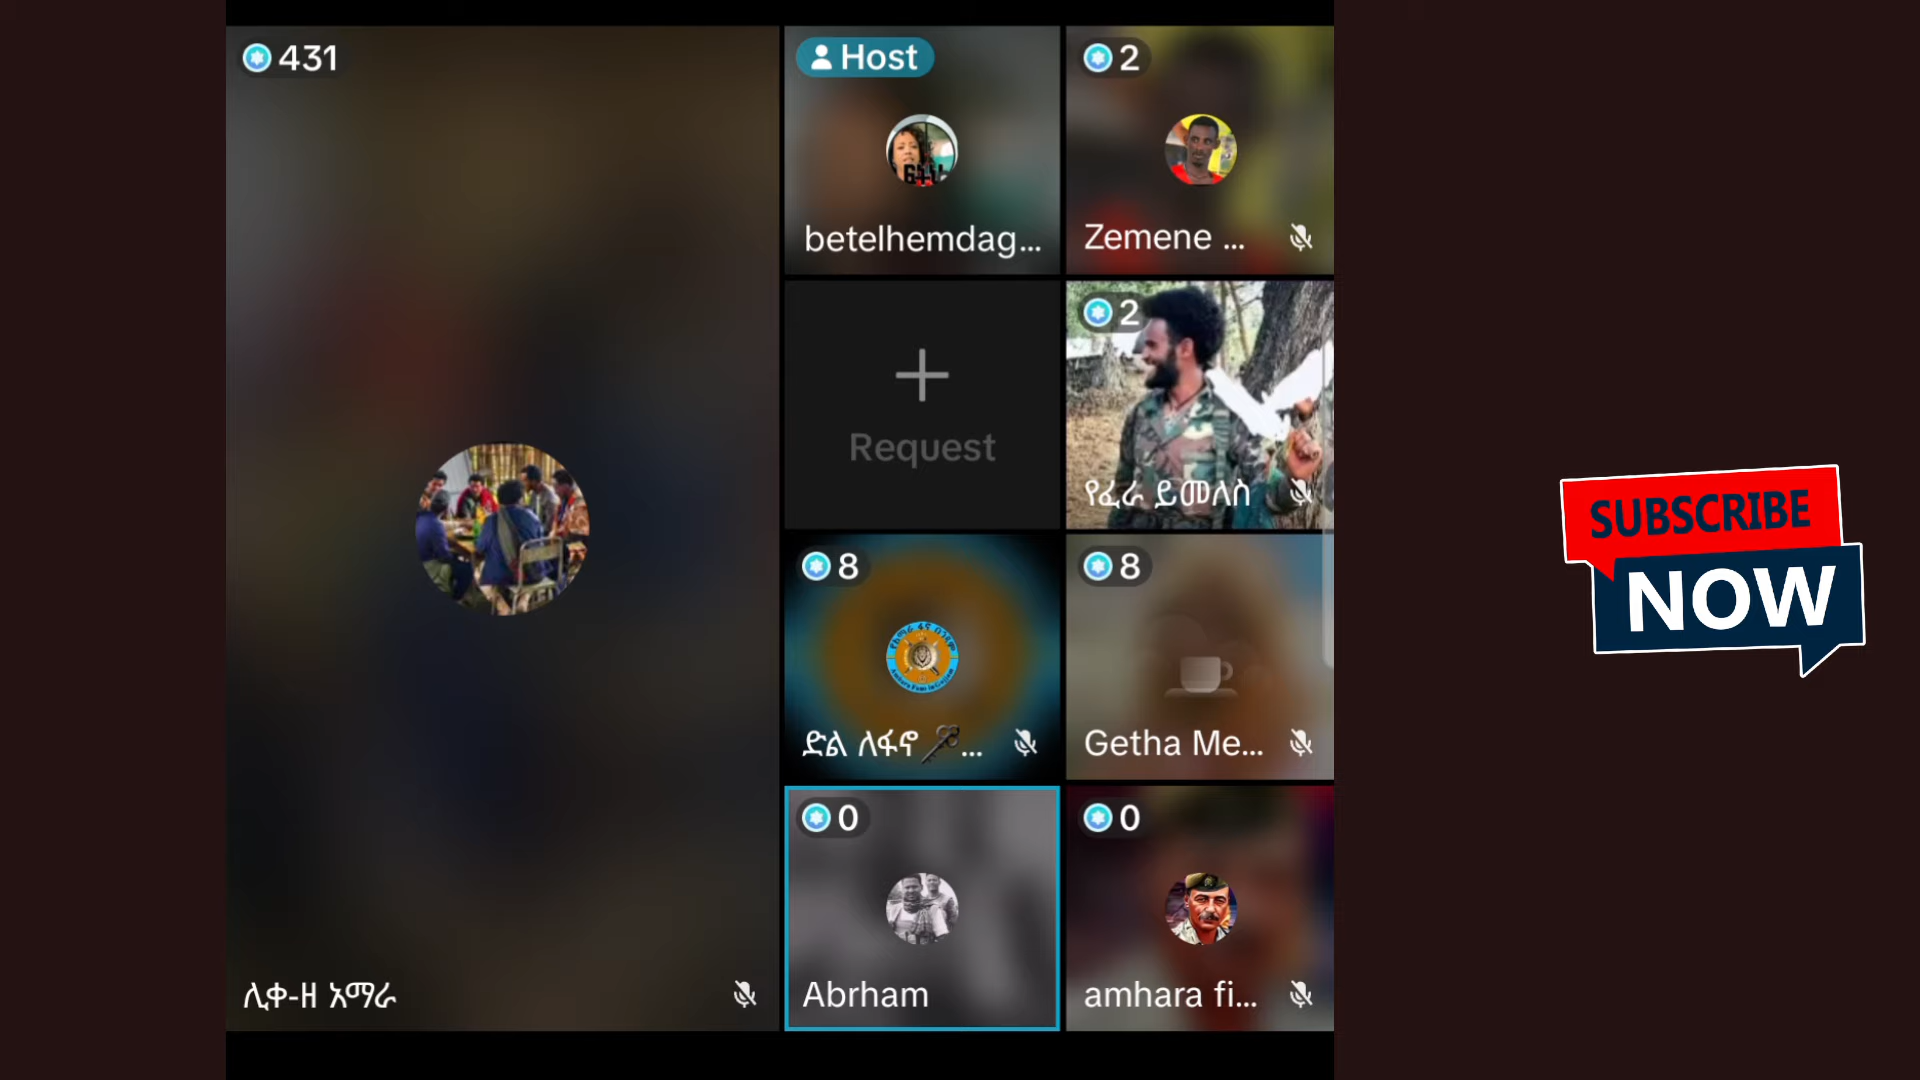 431
Host
2
betelhemdag...
Zemene ...
Request
2
የፈራ ይመለስ
8
ድል ለፋኖ 🗝...
8
Getha Me...
0
Abrham
0
amhara fi...
ሊቀ-ዘ አማራ
SUBSCRIBE
NOW